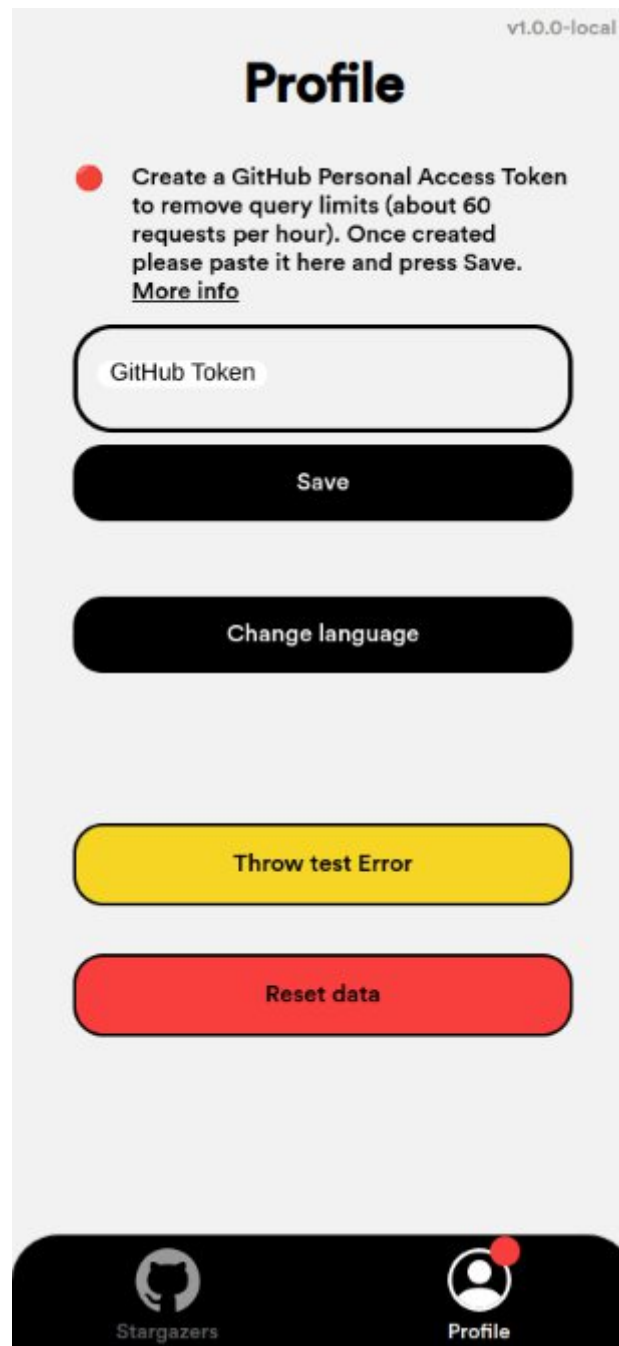 v1.0.0-local
Profile
Create a GitHub Personal Access Token
to remove query limits (about 60
requests per hour). Once created
please paste it here and press Save.
More info
GitHub Token
Save
Change language
Throw test Error
Reset data
Stargazers
Profile